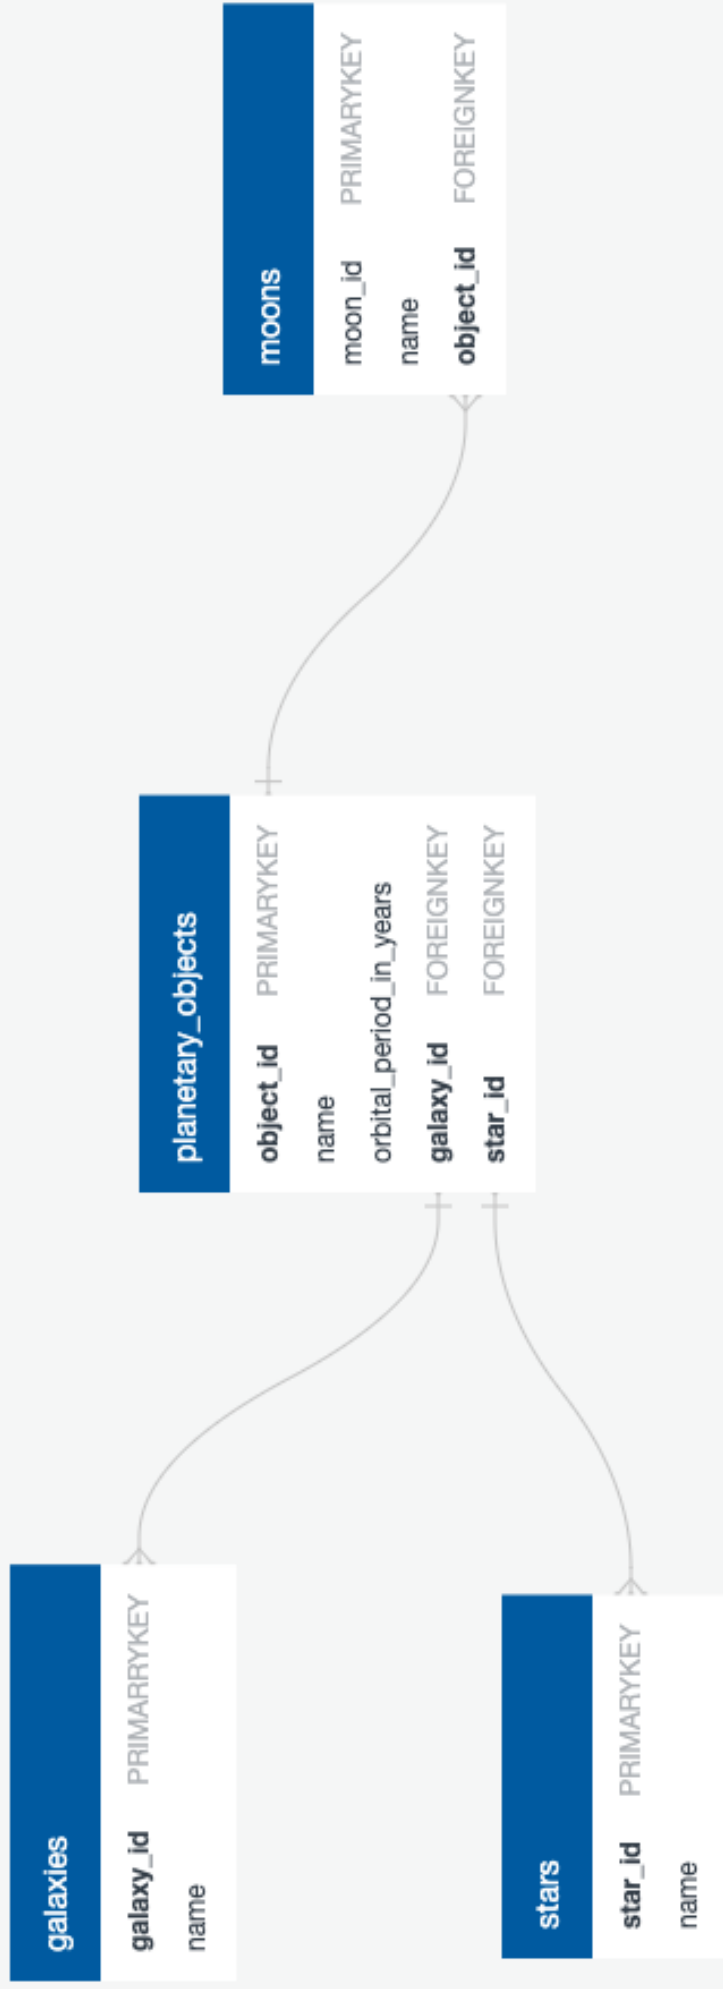 galaxies
galaxy_id PRIMARRYKEY
name
stars
star_id PRIMARYKEY
name
planetary_objects
object_id PRIMARYKEY
name
orbital_period_in_years
galaxy_id FOREIGNKEY
star_id FOREIGNKEY
moons
moon_id PRIMARYKEY
name
object_id FOREIGNKEY